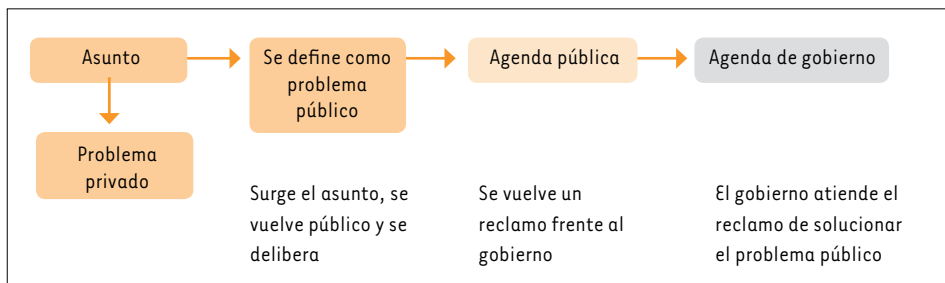 Asunto
Se define como
problema
público
Agenda pública
Agenda de gobierno
Problema
privado
Surge el asunto, se
vuelve público y se
delibera
Se vuelve un
reclamo frente al
gobierno
El gobierno atiende el
reclamo de solucionar
el problema público